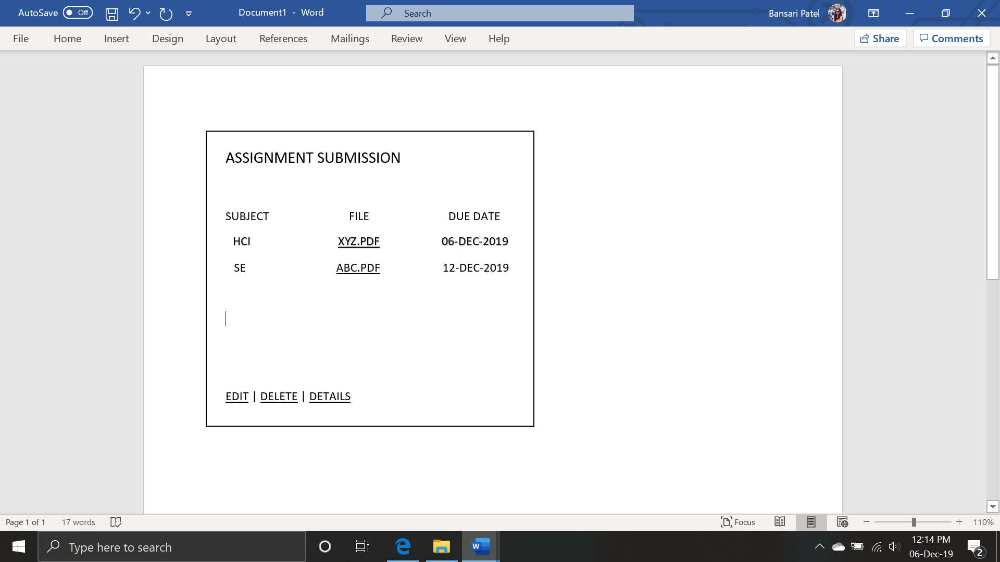 AutoSave Off Document1 - Word Search Bansari Patel
File Home Insert Design Layout References Mailings Review View Help Share Comments
ASSIGNMENT SUBMISSION
SUBJECT FILE DUE DATE
HCI XYZ.PDF 06-DEC-2019
SE ABC.PDF 12-DEC-2019
EDIT | DELETE | DETAILS
Page 1 of 1 17 words Focus 110%
Type here to search W 12:14 PM
06-Dec-19 2